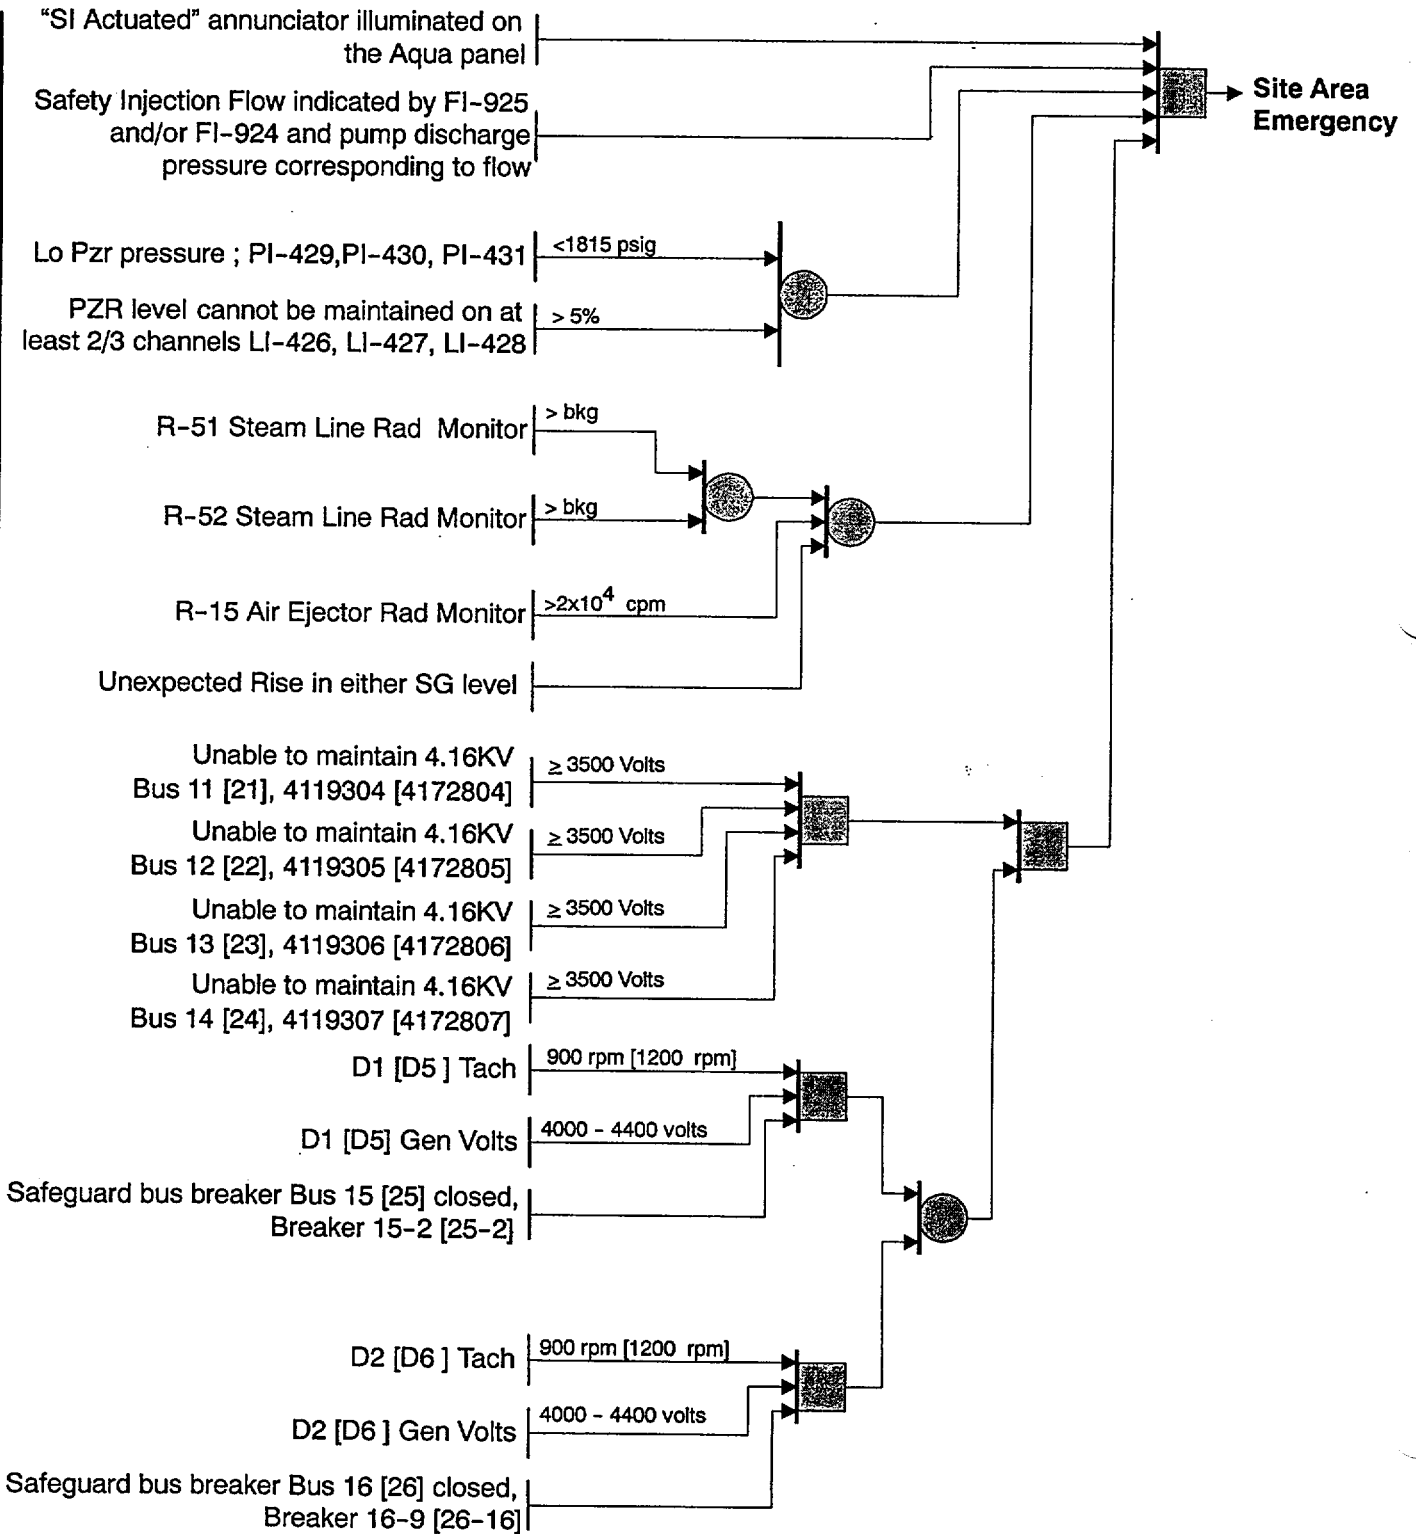 “SI Actuated” annunciator illuminated on
the Aqua panel
Site Area
Emergency
Safety Injection Flow indicated by FI-925
and/or FI-924 and pump discharge
pressure corresponding to flow
Lo Pzr pressure ; PI-429,PI-430, PI-431
<1815 psig
PZR level cannot be maintained on at
least 2/3 channels LI-426, LI-427, LI-428
> 5%
R-51 Steam Line Rad Monitor
> bkg
R-52 Steam Line Rad Monitor
> bkg
R-15 Air Ejector Rad Monitor
>2x10⁴ cpm
Unexpected Rise in either SG level
Unable to maintain 4.16KV
Bus 11 [21], 4119304 [4172804]
≥ 3500 Volts
Unable to maintain 4.16KV
Bus 12 [22], 4119305 [4172805]
≥ 3500 Volts
Unable to maintain 4.16KV
Bus 13 [23], 4119306 [4172806]
≥ 3500 Volts
Unable to maintain 4.16KV
Bus 14 [24], 4119307 [4172807]
≥ 3500 Volts
D1 [D5 ] Tach
900 rpm [1200 rpm]
D1 [D5] Gen Volts
4000 - 4400 volts
Safeguard bus breaker Bus 15 [25] closed,
Breaker 15-2 [25-2]
D2 [D6 ] Tach
900 rpm [1200 rpm]
D2 [D6 ] Gen Volts
4000 - 4400 volts
Safeguard bus breaker Bus 16 [26] closed,
Breaker 16-9 [26-16]